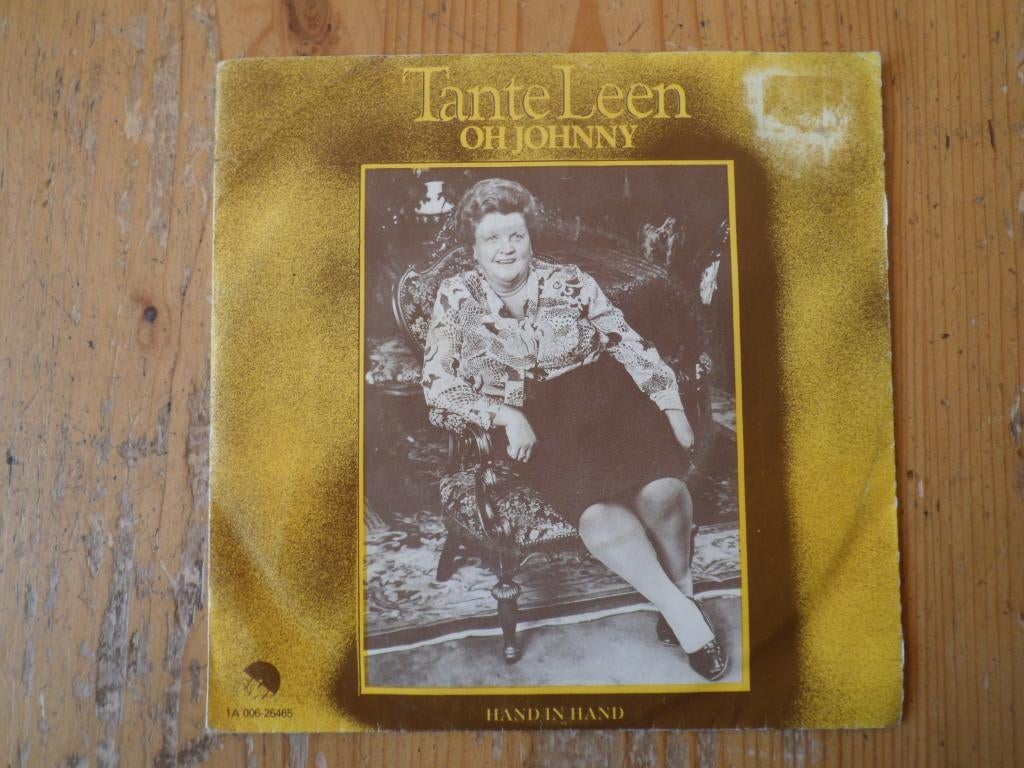 Tante Leen
OH JOHNNY
1A 006-26465
HAND IN HAND